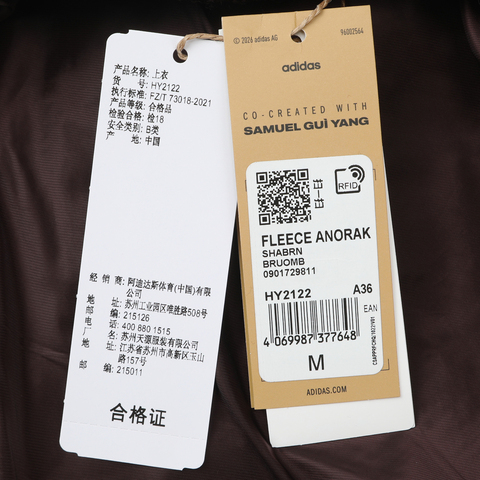 产品名称: 上衣
货 号: HY2122
执行标准: FZ/T 73018-2021
产品等级: 合格品
检验合格: 检18
安全类别: B类
产 地: 中国
经 销 商: 阿迪达斯体育(中国)有限公司
地 址: 苏州工业园区唯胜路508号
邮 编: 215126
电 话: 400 880 1515
厂 名: 苏州天源服装有限公司
地 址: 江苏省苏州市高新区玉山路157号
邮 编: 215011
合格证
© 2026 adidas AG
96002564
adidas
CO-CREATED WITH
SAMUEL GUÌ YANG
RFID
FLEECE ANORAK
SHABRN
BRUOMB
0901729811
HY2122 A36
EAN
4 069987 377648
M
ADIDAS.COM